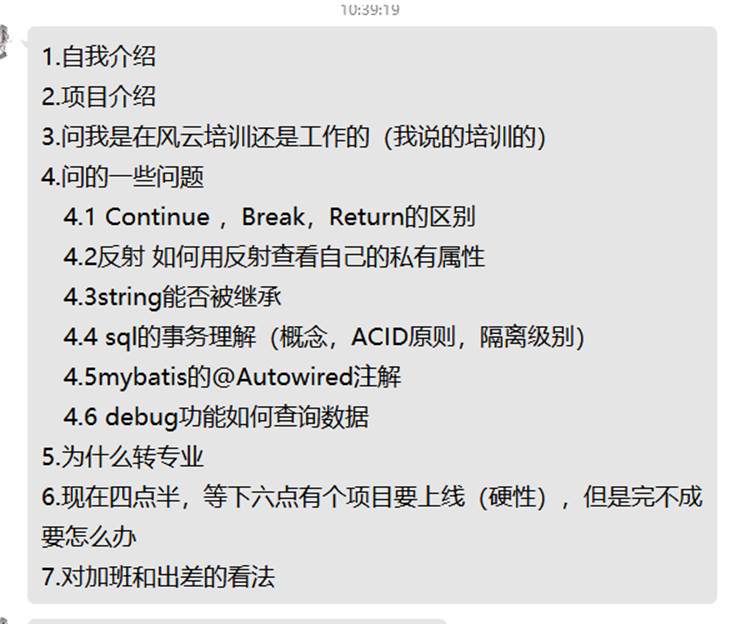 10:39:19
1.自我介绍
2.项目介绍
3.问我是在风云培训还是工作的（我说的培训的）
4.问的一些问题
4.1 Continue ，Break，Return的区别
4.2反射 如何用反射查看自己的私有属性
4.3string能否被继承
4.4 sql的事务理解（概念，ACID原则，隔离级别）
4.5mybatis的@Autowired注解
4.6 debug功能如何查询数据
5.为什么转专业
6.现在四点半，等下六点有个项目要上线（硬性），但是完不成
要怎么办
7.对加班和出差的看法